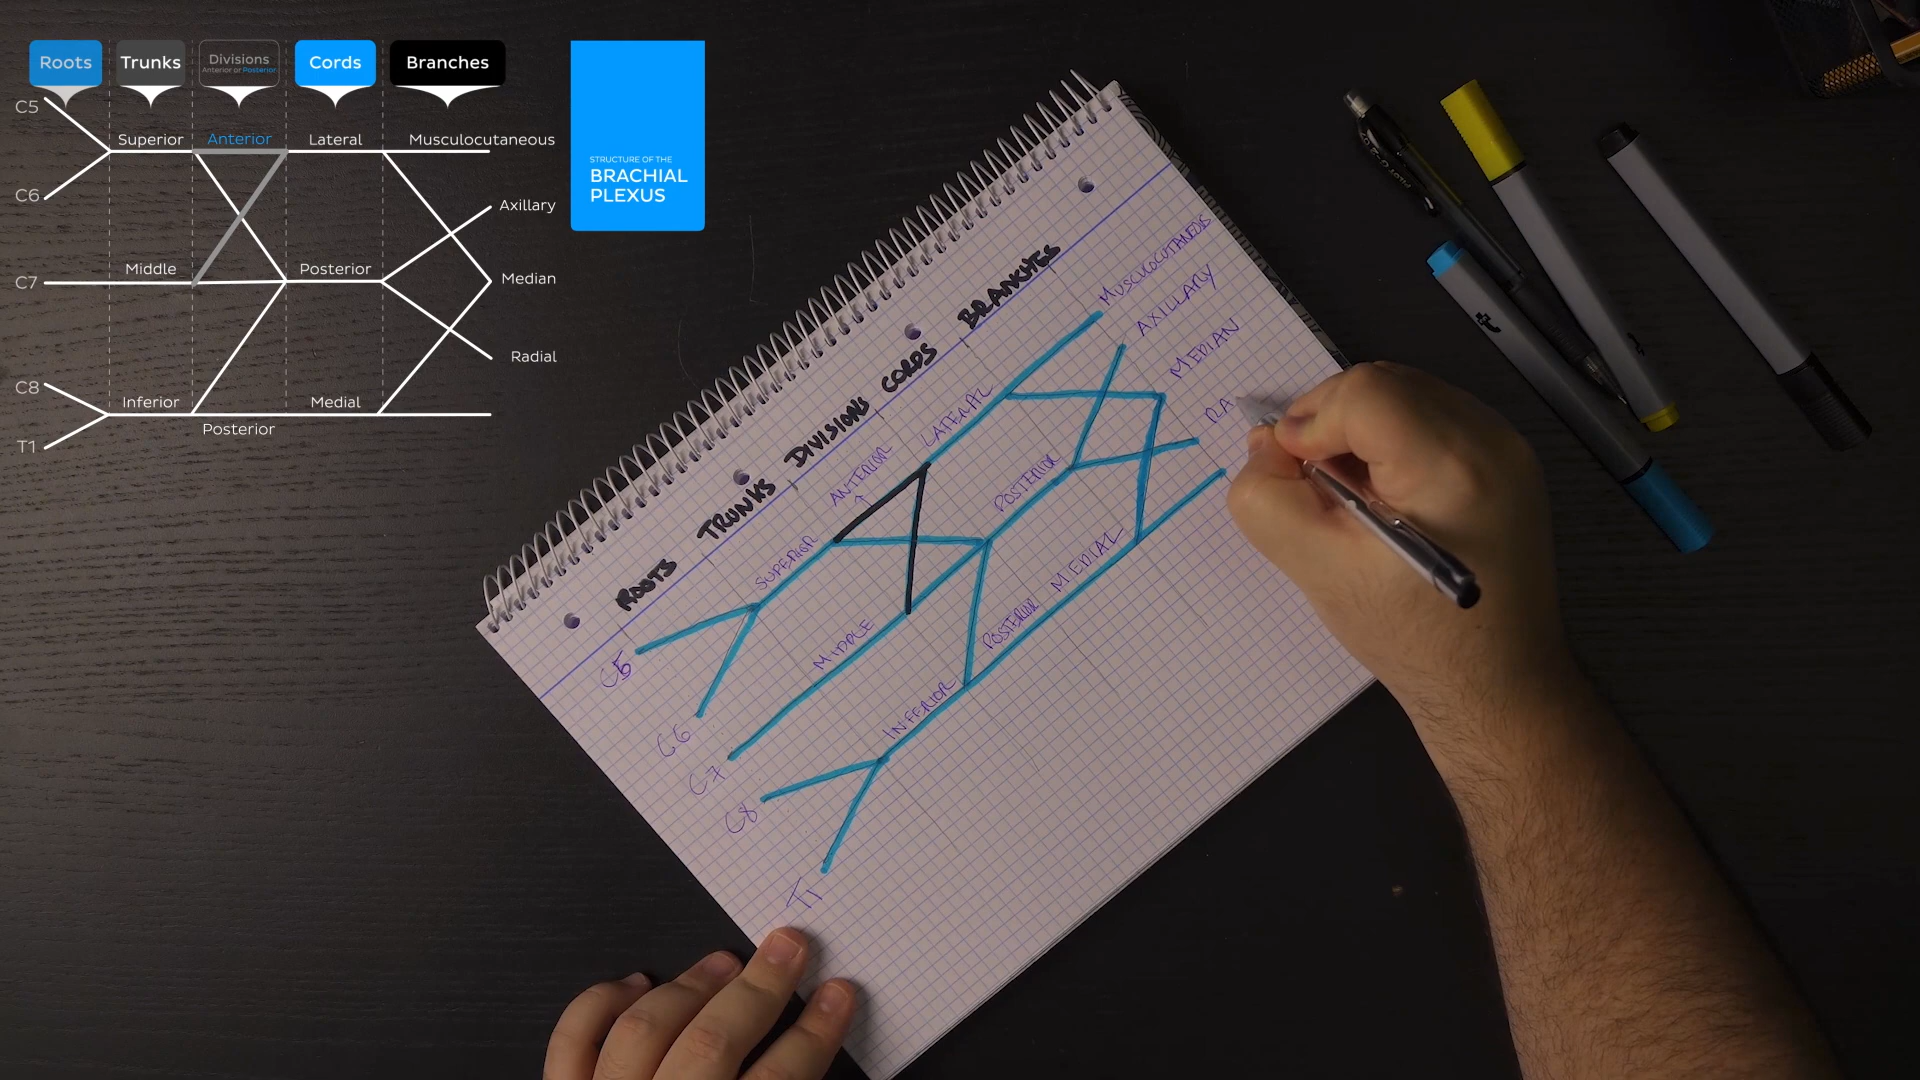 Roots
Trunks
Divisions
Anterior or Posterior
Cords
Branches
C5
Superior
Anterior
Lateral
Musculocutaneous
C6
Axillary
C7
Middle
Posterior
Median
Radial
C8
Inferior
Medial
T1
Posterior
STRUCTURE OF THE
BRACHIAL
PLEXUS
ROOTS
TRUNKS
DIVISIONS
CORDS
BRANCHES
C5
SUPERIOR
ANTERIOR
LATERAL
MUSCULOCUTANEOUS
C6
AXILLARY
C7
MIDDLE
POSTERIOR
MEDIAN
C8
INFERIOR
POSTERIOR
MEDIAL
RA
T1